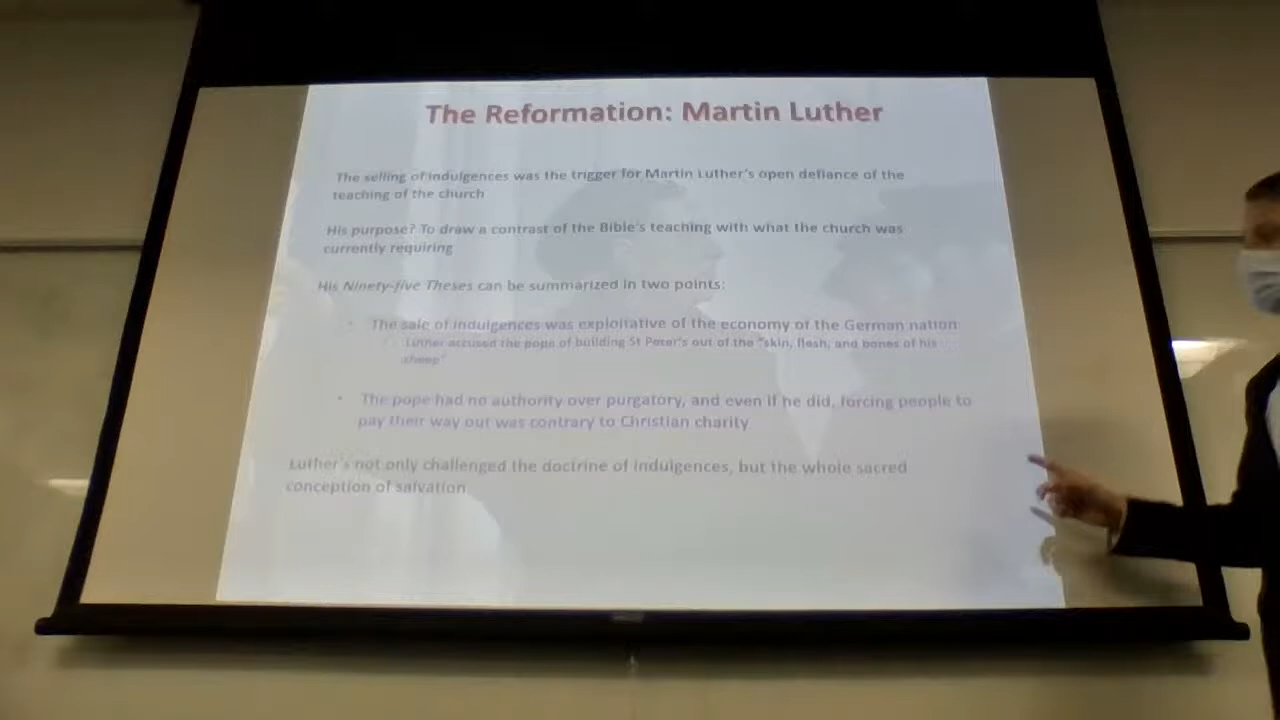 The Reformation: Martin Luther
The selling of indulgences was the trigger for Martin Luther's open defiance of the
teaching of the church
His purpose? To draw a contrast of the Bible's teaching with what the church was
currently requiring
His Ninety-five Theses can be summarized in two points:
• The sale of indulgences was exploitative of the economy of the German nation
Luther accused the pope of building St Peter's out of the "skin, flesh, and bones of his
sheep"
• The pope had no authority over purgatory, and even if he did, forcing people to
pay their way out was contrary to Christian charity
Luther's not only challenged the doctrine of indulgences, but the whole sacred
conception of salvation